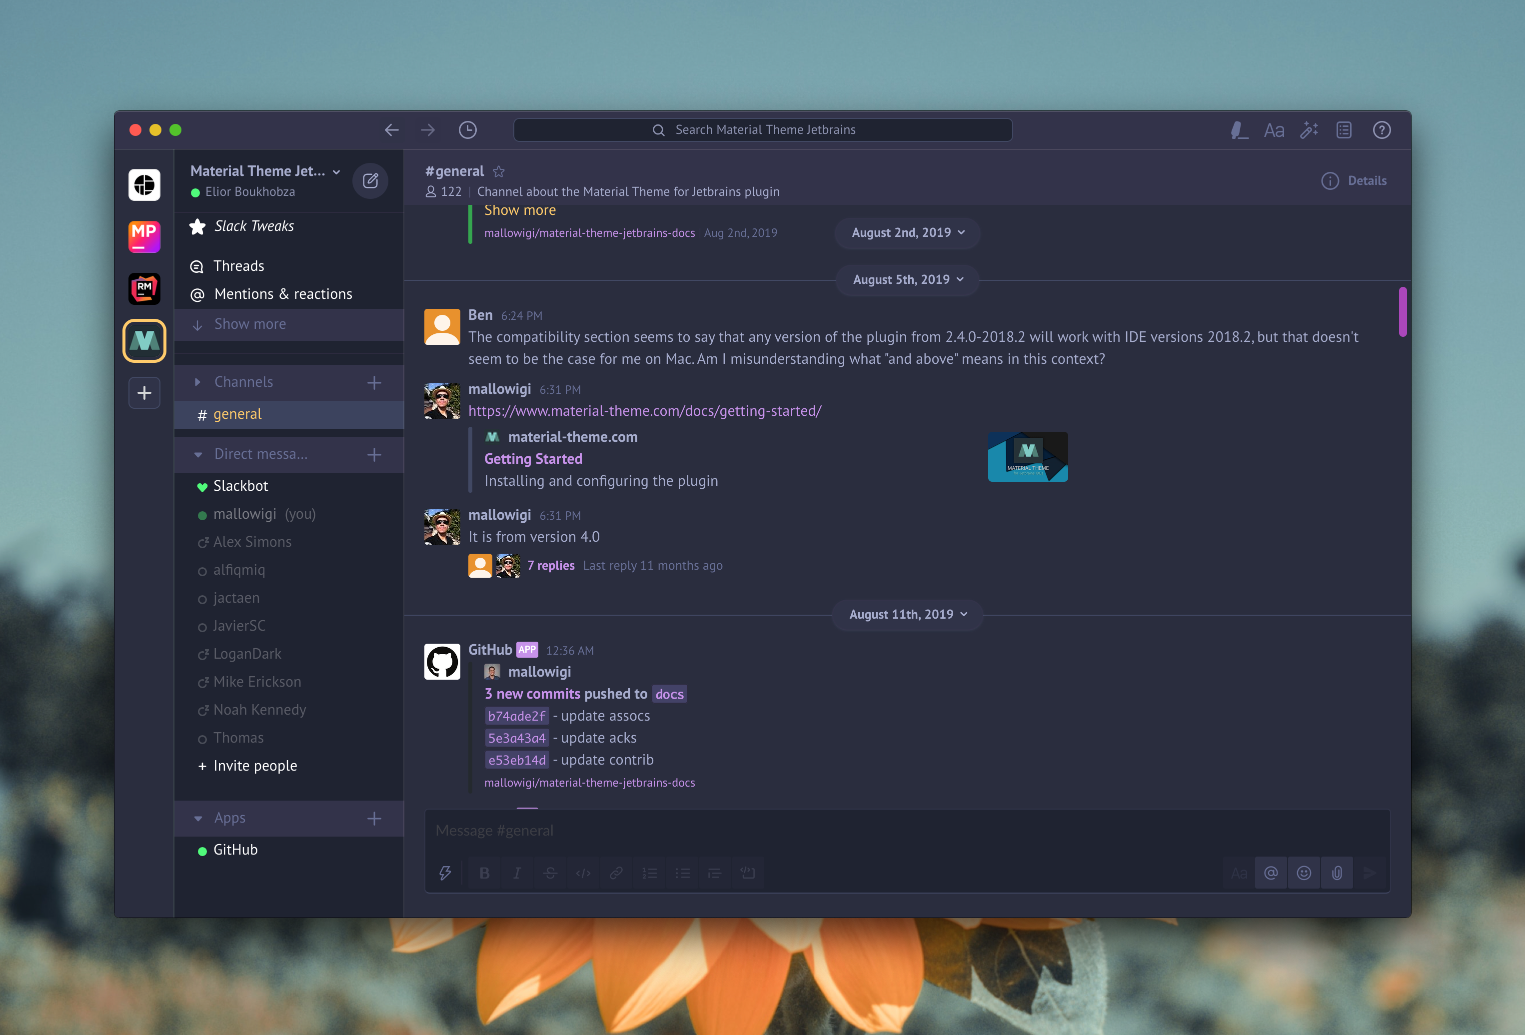 Search Material Theme Jetbrains
Aa
MP
RM
Material Theme Jet...
Elior Boukhobza
Slack Tweaks
Threads
Mentions & reactions
Show more
Channels
# general
Direct messa...
Slackbot
mallowigi (you)
Alex Simons
alfiqmiq
jactaen
JavierSC
LoganDark
Mike Erickson
Noah Kennedy
Thomas
+ Invite people
Apps
GitHub
#general
122 | Channel about the Material Theme for Jetbrains plugin
Details
Show more
mallowigi/material-theme-jetbrains-docs Aug 2nd, 2019
August 2nd, 2019
August 5th, 2019
Ben 6:24 PM
The compatibility section seems to say that any version of the plugin from 2.4.0-2018.2 will work with IDE versions 2018.2, but that doesn't
seem to be the case for me on Mac. Am I misunderstanding what "and above" means in this context?
mallowigi 6:31 PM
https://www.material-theme.com/docs/getting-started/
material-theme.com
Getting Started
Installing and configuring the plugin
MATERIAL THEME
mallowigi 6:31 PM
It is from version 4.0
7 replies Last reply 11 months ago
August 11th, 2019
GitHub APP 12:36 AM
mallowigi
3 new commits pushed to docs
b74ade2f - update assocs
5e3a43a4 - update acks
e53eb14d - update contrib
mallowigi/material-theme-jetbrains-docs
Message #general
B I S </> Aa @